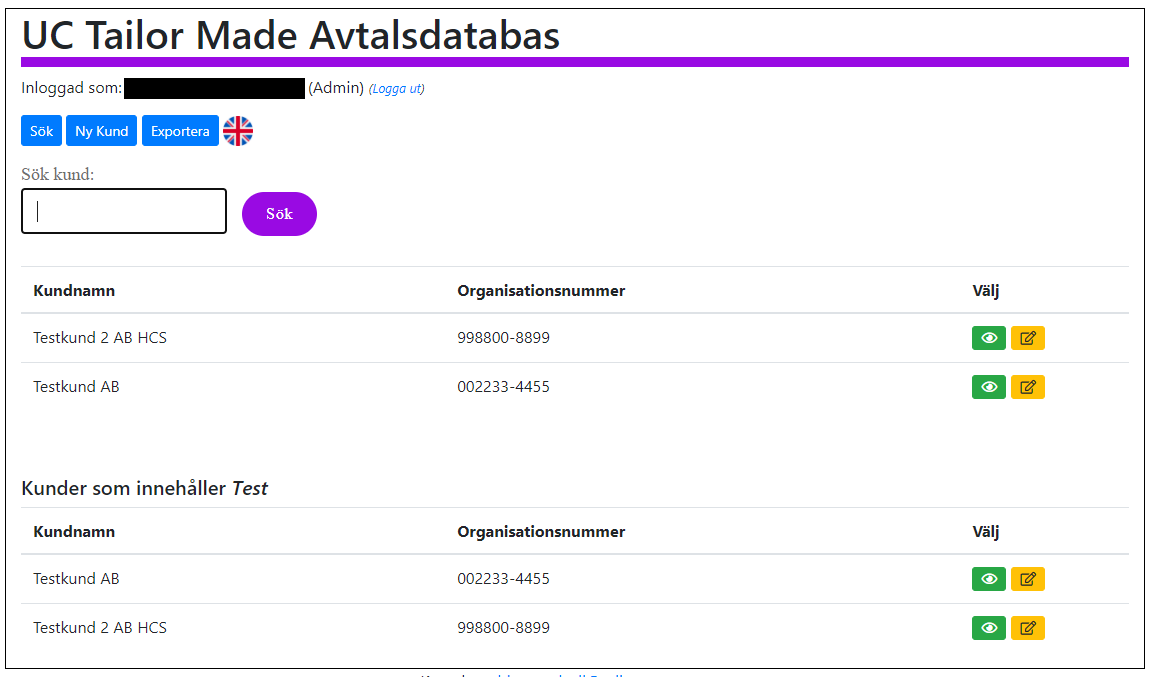 UC Tailor Made Avtalsdatabas
Inloggad som: (Admin) (Logga ut)
Sök Ny Kund Exportera
Sök kund:
Sök
Kundnamn Organisationsnummer Välj
Testkund 2 AB HCS 998800-8899
Testkund AB 002233-4455
Kunder som innehåller Test
Kundnamn Organisationsnummer Välj
Testkund AB 002233-4455
Testkund 2 AB HCS 998800-8899